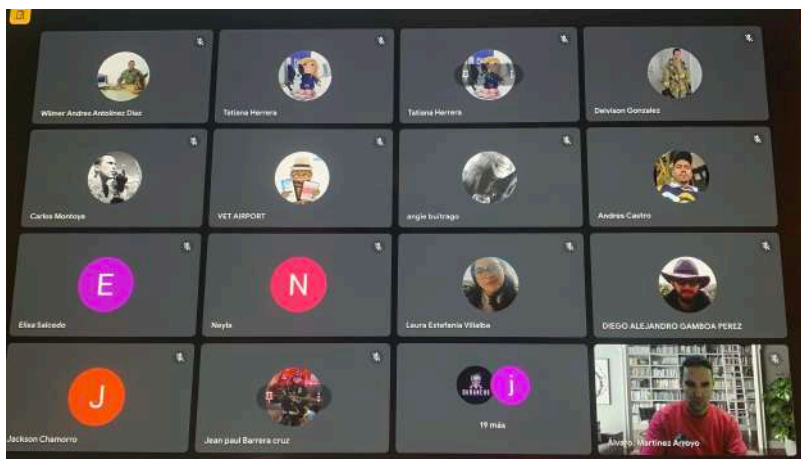 Wilmer Andres Antolinez Diaz
Tatiana Herrera
Tatiana Herrera
Deivison Gonzalez
Carlos Montoya
VET AIRPORT
angie buitrago
Andres Castro
E
Elisa Salcedo
N
Nayla
Laura Estefania Villalba
DIEGO ALEJANDRO GAMBOA PEREZ
J
Jackson Chamorro
Jean paul Barrera cruz
j
19 más
Alvaro. Martinez Arroyo